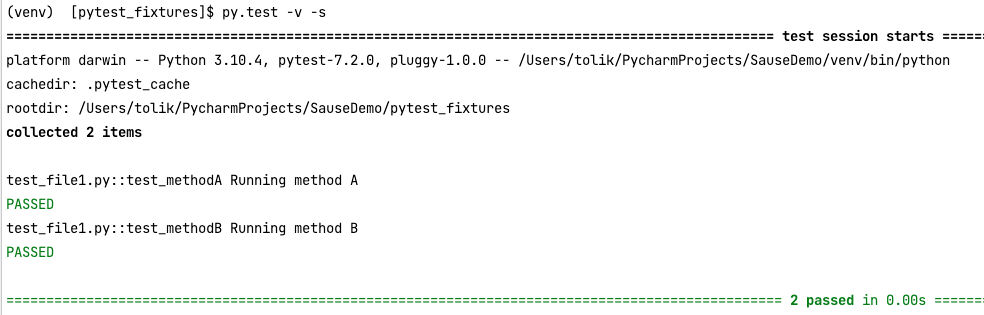 (venv)  [pytest_fixtures]$ py.test -v -s
================================================================================================ test session starts =====
platform darwin -- Python 3.10.4, pytest-7.2.0, pluggy-1.0.0 -- /Users/tolik/PycharmProjects/SauseDemo/venv/bin/python
cachedir: .pytest_cache
rootdir: /Users/tolik/PycharmProjects/SauseDemo/pytest_fixtures
collected 2 items
test_file1.py::test_methodA Running method A
PASSED
test_file1.py::test_methodB Running method B
PASSED
================================================================================================= 2 passed in 0.00s ======